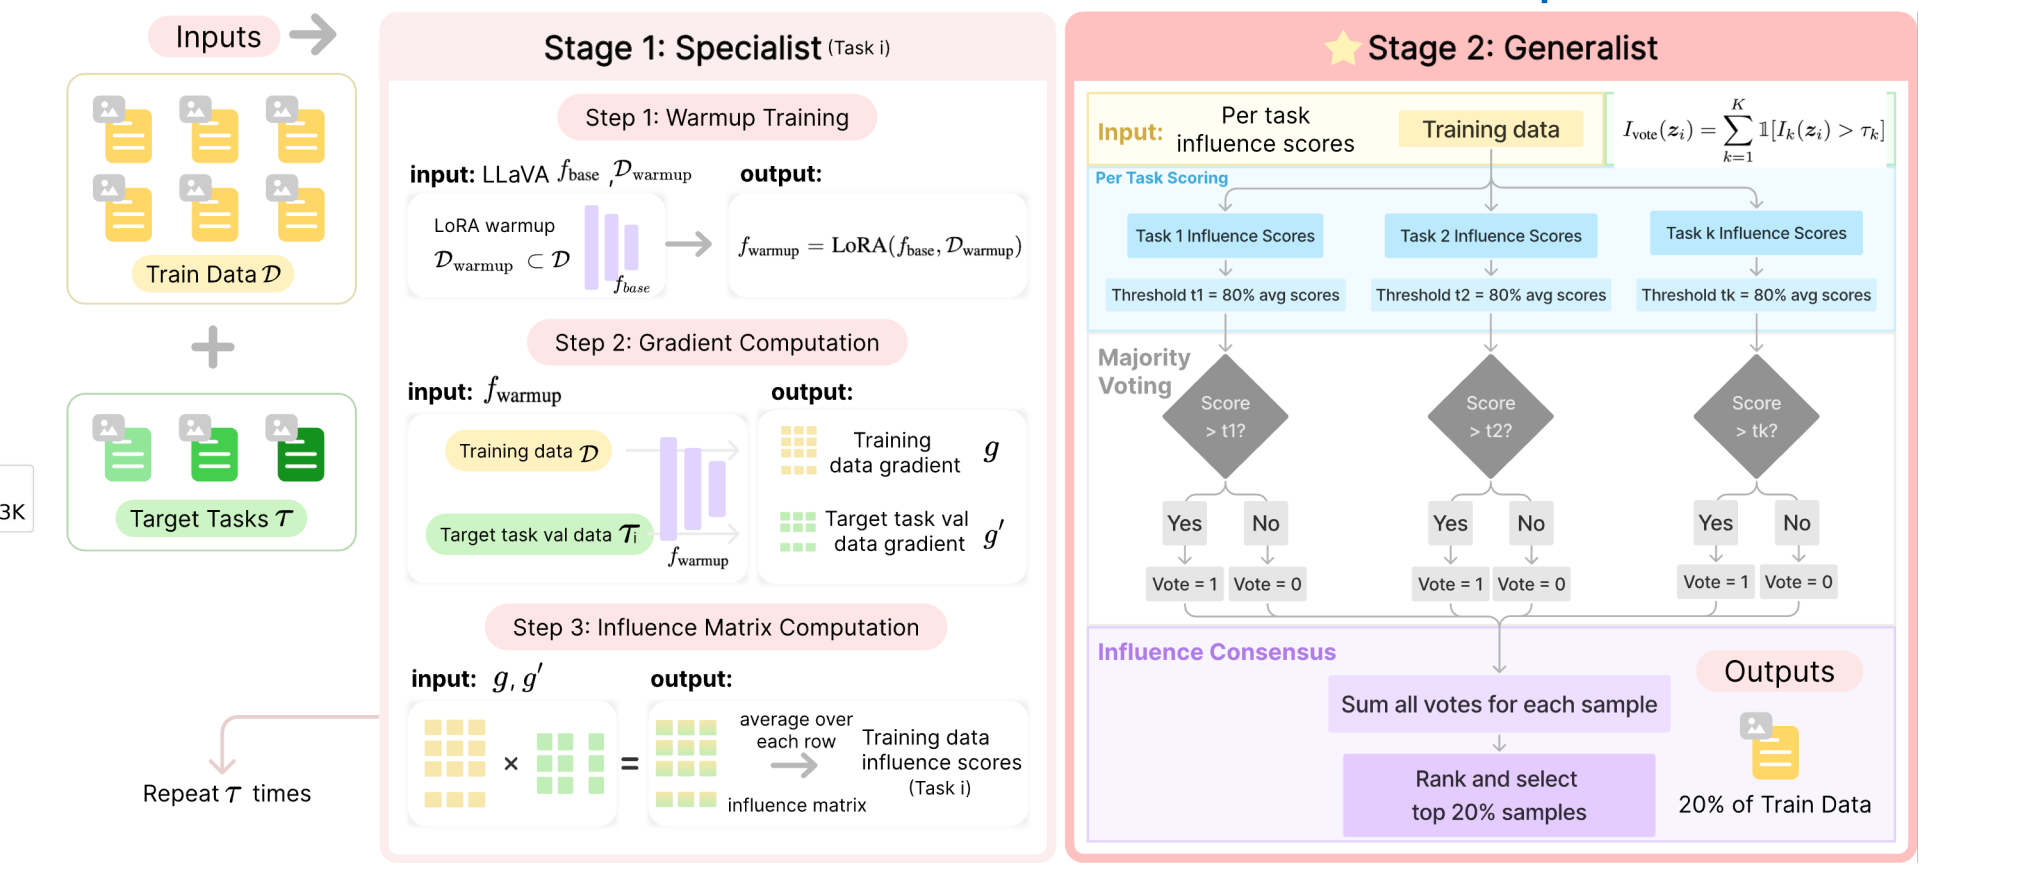 Inputs
Train Data 𝒟
Target Tasks 𝒯
3K
Repeat 𝒯 times
Stage 1: Specialist (Task i)
Step 1: Warmup Training
input: LLaVA f_base , 𝒟_warmup
output:
LoRA warmup
𝒟_warmup ⊂ 𝒟
f_base
f_warmup = LoRA(f_base, 𝒟_warmup)
Step 2: Gradient Computation
input: f_warmup
output:
Training data 𝒟
Target task val data 𝒯i
f_warmup
Training
data gradient g
Target task val
data gradient g′
Step 3: Influence Matrix Computation
input: g, g′
output:
×
=
average over
each row
influence matrix
Training data
influence scores
(Task i)
Stage 2: Generalist
Input:
Per task
influence scores
Training data
I_vote(z_i) = ∑_{k=1}^{K} 𝟙[I_k(z_i) > τ_k]
Per Task Scoring
Task 1 Influence Scores
Task 2 Influence Scores
Task k Influence Scores
Threshold t1 = 80% avg scores
Threshold t2 = 80% avg scores
Threshold tk = 80% avg scores
Majority
Voting
Score
> t1?
Score
> t2?
Score
> tk?
Yes
No
Yes
No
Yes
No
Vote = 1
Vote = 0
Vote = 1
Vote = 0
Vote = 1
Vote = 0
Influence Consensus
Sum all votes for each sample
Rank and select
top 20% samples
Outputs
20% of Train Data